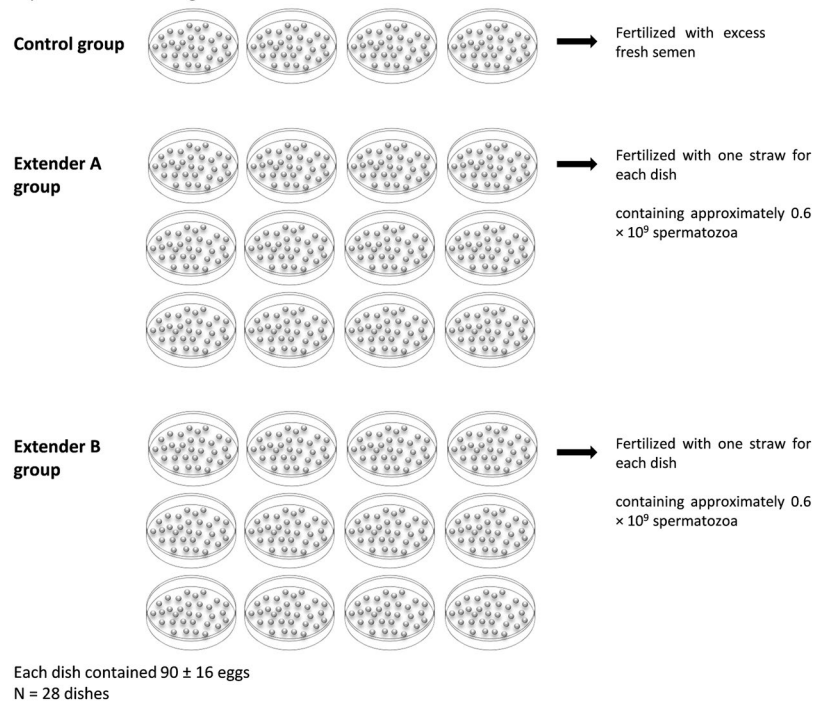 Control group
Fertilized with excess
fresh semen
Extender A
group
Fertilized with one straw for
each dish
containing approximately 0.6
× 10⁹ spermatozoa
Extender B
group
Fertilized with one straw for
each dish
containing approximately 0.6
× 10⁹ spermatozoa
Each dish contained 90 ± 16 eggs
N = 28 dishes